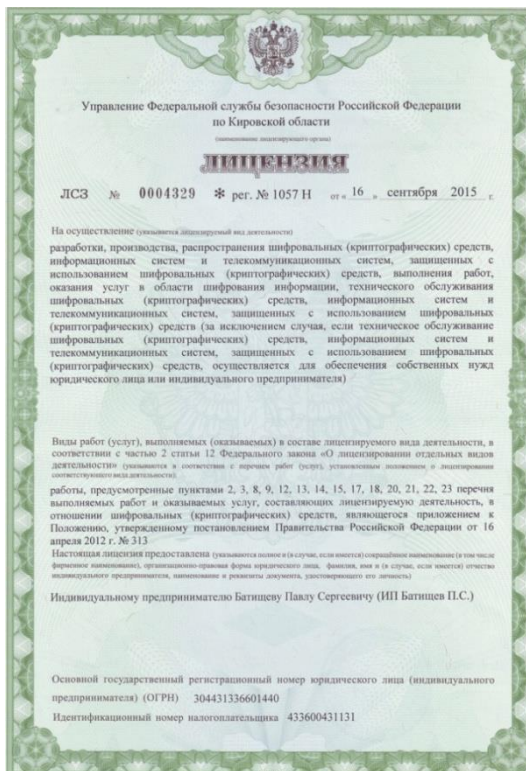 Управление Федеральной службы безопасности Российской Федерации
по Кировской области
(наименование лицензирующего органа)
ЛИЦЕНЗИЯ
ЛСЗ № 0004329 * рег. № 1057 Н от « 16 » сентября 2015 г.
На осуществление (указывается лицензируемый вид деятельности)
разработки, производства, распространения шифровальных (криптографических) средств,
информационных систем и телекоммуникационных систем, защищенных с
использованием шифровальных (криптографических) средств, выполнения работ,
оказания услуг в области шифрования информации, технического обслуживания
шифровальных (криптографических) средств, информационных систем и
телекоммуникационных систем, защищенных с использованием шифровальных
(криптографических) средств (за исключением случая, если техническое обслуживание
шифровальных (криптографических) средств, информационных систем и
телекоммуникационных систем, защищенных с использованием шифровальных
(криптографических) средств, осуществляется для обеспечения собственных нужд
юридического лица или индивидуального предпринимателя)
Виды работ (услуг), выполняемых (оказываемых) в составе лицензируемого вида деятельности, в
соответствии с частью 2 статьи 12 Федерального закона «О лицензировании отдельных видов
деятельности» (указываются в соответствии с перечнем работ (услуг), установленным положением о лицензировании
соответствующего вида деятельности):
работы, предусмотренные пунктами 2, 3, 8, 9, 12, 13, 14, 15, 17, 18, 20, 21, 22, 23 перечня
выполняемых работ и оказываемых услуг, составляющих лицензируемую деятельность, в
отношении шифровальных (криптографических) средств, являющегося приложением к
Положению, утвержденному постановлением Правительства Российской Федерации от 16
апреля 2012 г. № 313
Настоящая лицензия предоставлена (указываются полное и (в случае, если имеется) сокращённое наименование (в том числе
фирменное наименование), организационно-правовая форма юридического лица, фамилия, имя и (в случае, если имеется) отчество
индивидуального предпринимателя, наименование и реквизиты документа, удостоверяющего его личность)
Индивидуальному предпринимателю Батищеву Павлу Сергеевичу (ИП Батищев П.С.)
Основной государственный регистрационный номер юридического лица (индивидуального
предпринимателя) (ОГРН) 304431336601440
Идентификационный номер налогоплательщика 433600431131